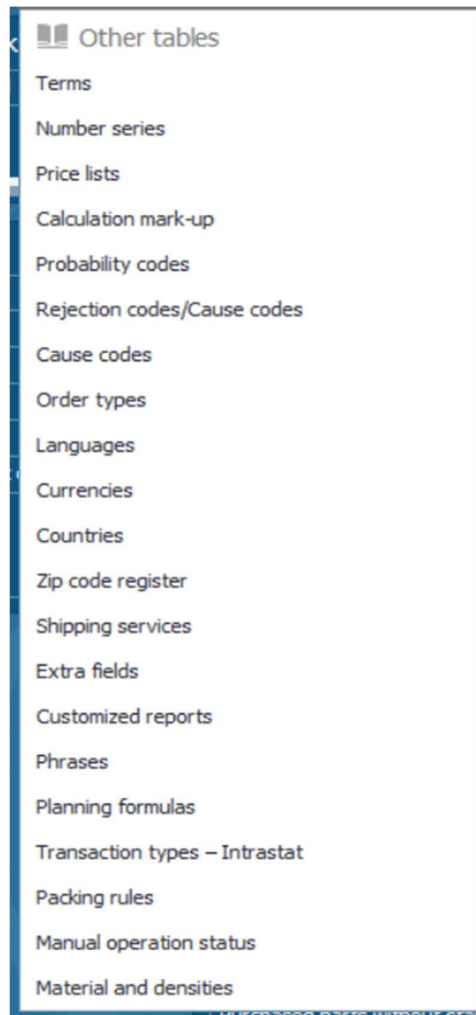 Other tables
Terms
Number series
Price lists
Calculation mark-up
Probability codes
Rejection codes/Cause codes
Cause codes
Order types
Languages
Currencies
Countries
Zip code register
Shipping services
Extra fields
Customized reports
Phrases
Planning formulas
Transaction types – Intrastat
Packing rules
Manual operation status
Material and densities